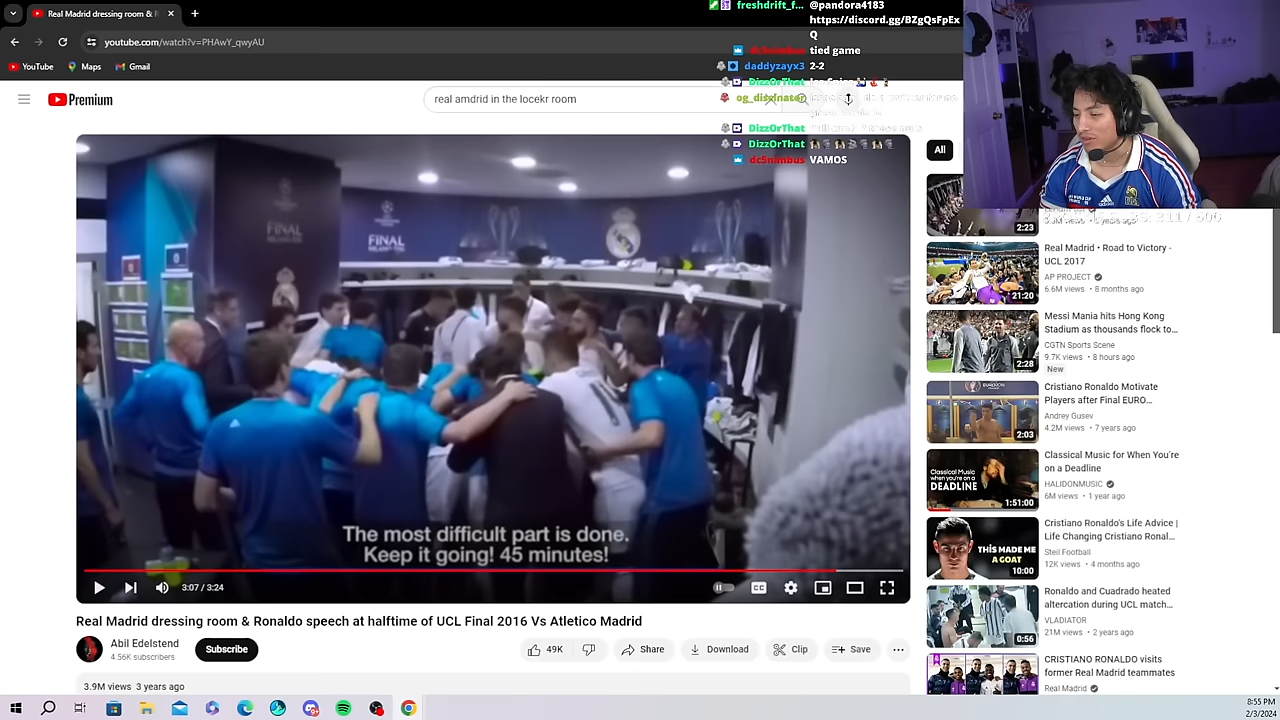 Real Madrid dressing room & R
youtube.com/watch?v=PHAwY_qwyAU
YouTube
Maps
Gmail
Premium
real amdrid in the locker room
freshdrift_f...
@pandora4183
https://discord.gg/BZgQsFpEx
Q
dc5nimbus tied game
daddyzayx3 2-2
DizzOrThat
DizzOrThat
DizzOrThat
dc5nimbus VAMOS
FINAL
FINAL
The most difficult part is done.
Keep it going! 45 minutes!
3:07 / 3:24
CC
Real Madrid dressing room & Ronaldo speech at halftime of UCL Final 2016 Vs Atletico Madrid
Abil Edelstend
4.56K subscribers
Subscribe
Share
Download
Clip
Save
3.9M views 3 years ago
All
2:23
Real Madrid • Road to Victory -
UCL 2017
AP PROJECT
6.6M views • 8 months ago
21:20
Messi Mania hits Hong Kong
Stadium as thousands flock to...
CGTN Sports Scene
9.7K views • 8 hours ago
New
2:28
Cristiano Ronaldo Motivate
Players after Final EURO...
Andrey Gusev
4.2M views • 7 years ago
2:03
Classical Music for When You're
on a Deadline
HALIDONMUSIC
6M views • 1 year ago
Classical Music
when you're on a
DEADLINE
1:51:00
Cristiano Ronaldo's Life Advice |
Life Changing Cristiano Ronal...
Steil Football
12K views • 4 months ago
THIS MADE ME
A GOAT
10:00
Ronaldo and Cuadrado heated
altercation during UCL match...
VLADIATOR
21M views • 2 years ago
0:56
CRISTIANO RONALDO visits
former Real Madrid teammates
Real Madrid
adidas
8:55 PM
2/3/2024